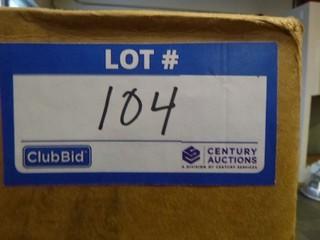 LOT #
104
ClubBid
CENTURY
AUCTIONS
A DIVISION OF CENTURY SERVICES